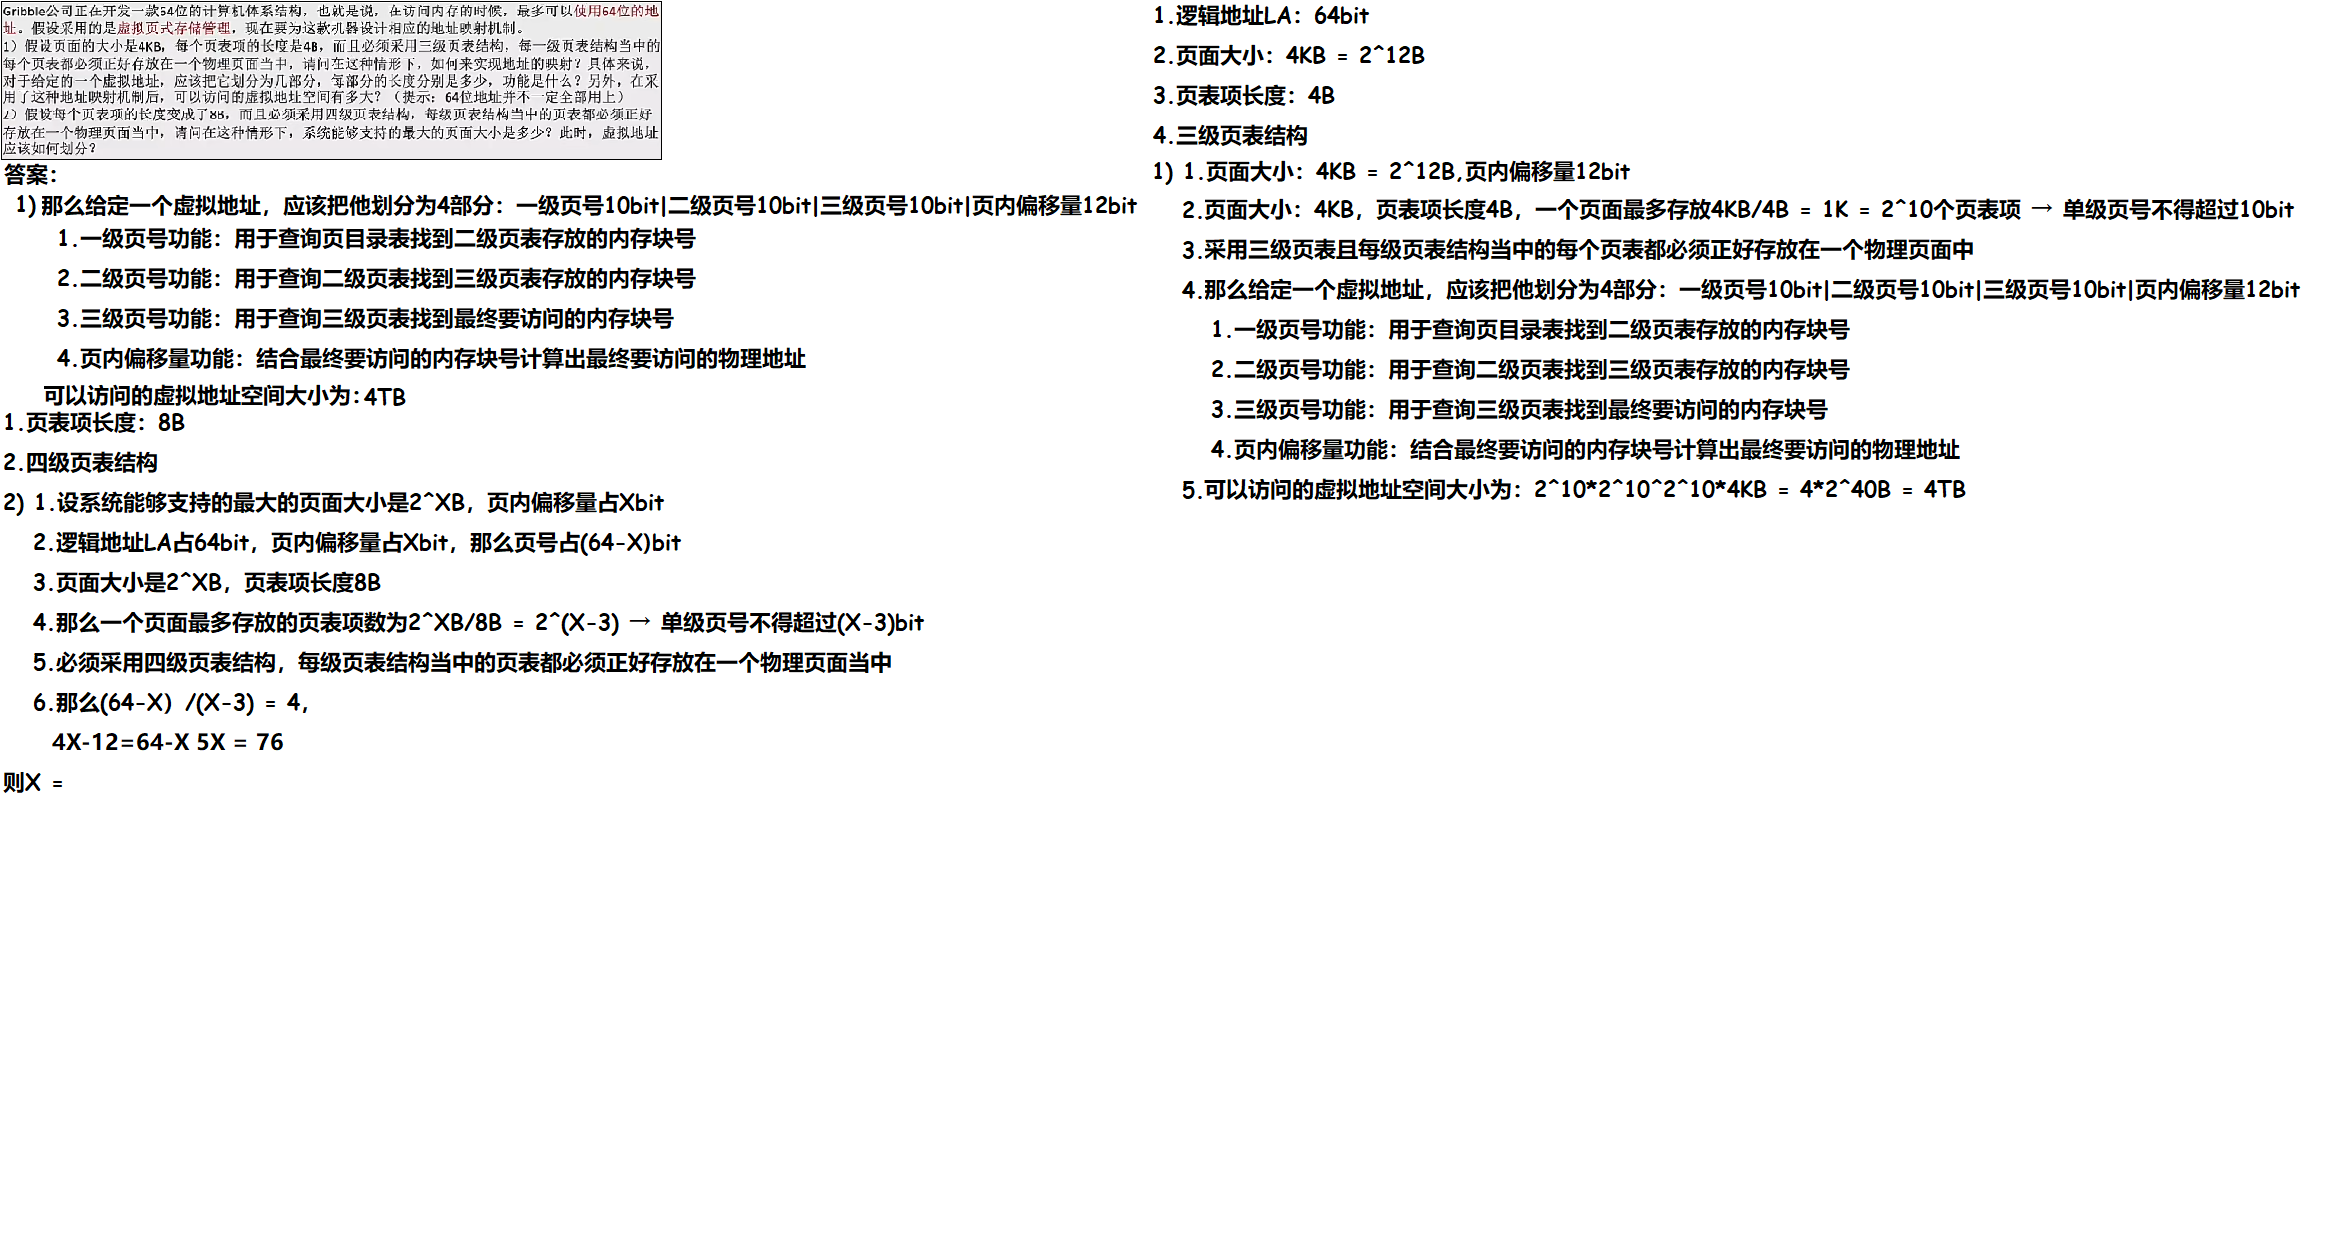 Gribble公司正在开发一款64位的计算机体系结构，也就是说，在访问内存的时候，最多可以使用64位的地
址。假设采用的是虚拟页式存储管理，现在要为这款机器设计相应的地址映射机制。
1）假设页面的大小是4KB，每个页表项的长度是4B，而且必须采用三级页表结构，每一级页表结构当中的
每个页表都必须正好存放在一个物理页面当中，请问在这种情形下，如何来实现地址的映射？具体来说，
对于给定的一个虚拟地址，应该把它划分为几部分，每部分的长度分别是多少，功能是什么？另外，在采
用了这种地址映射机制后，可以访问的虚拟地址空间有多大？（提示：64位地址并不一定全部用上）
2）假设每个页表项的长度变成了8B，而且必须采用四级页表结构，每级页表结构当中的页表都必须正好
存放在一个物理页面当中，请问在这种情形下，系统能够支持的最大的页面大小是多少？此时，虚拟地址
应该如何划分？
答案：
1) 那么给定一个虚拟地址，应该把他划分为4部分：一级页号10bit|二级页号10bit|三级页号10bit|页内偏移量12bit
1.一级页号功能：用于查询页目录表找到二级页表存放的内存块号
2.二级页号功能：用于查询二级页表找到三级页表存放的内存块号
3.三级页号功能：用于查询三级页表找到最终要访问的内存块号
4.页内偏移量功能：结合最终要访问的内存块号计算出最终要访问的物理地址
可以访问的虚拟地址空间大小为：4TB
1.页表项长度：8B
2.四级页表结构
2) 1.设系统能够支持的最大的页面大小是2^XB，页内偏移量占Xbit
2.逻辑地址LA占64bit，页内偏移量占Xbit，那么页号占(64-X)bit
3.页面大小是2^XB，页表项长度8B
4.那么一个页面最多存放的页表项数为2^XB/8B = 2^(X-3) → 单级页号不得超过(X-3)bit
5.必须采用四级页表结构，每级页表结构当中的页表都必须正好存放在一个物理页面当中
6.那么(64-X）/(X-3) = 4，
4X-12=64-X 5X = 76
则X =
1.逻辑地址LA：64bit
2.页面大小：4KB = 2^12B
3.页表项长度：4B
4.三级页表结构
1) 1.页面大小：4KB = 2^12B,页内偏移量12bit
2.页面大小：4KB，页表项长度4B，一个页面最多存放4KB/4B = 1K = 2^10个页表项 → 单级页号不得超过10bit
3.采用三级页表且每级页表结构当中的每个页表都必须正好存放在一个物理页面中
4.那么给定一个虚拟地址，应该把他划分为4部分：一级页号10bit|二级页号10bit|三级页号10bit|页内偏移量12bit
1.一级页号功能：用于查询页目录表找到二级页表存放的内存块号
2.二级页号功能：用于查询二级页表找到三级页表存放的内存块号
3.三级页号功能：用于查询三级页表找到最终要访问的内存块号
4.页内偏移量功能：结合最终要访问的内存块号计算出最终要访问的物理地址
5.可以访问的虚拟地址空间大小为：2^10*2^10^2^10*4KB = 4*2^40B = 4TB